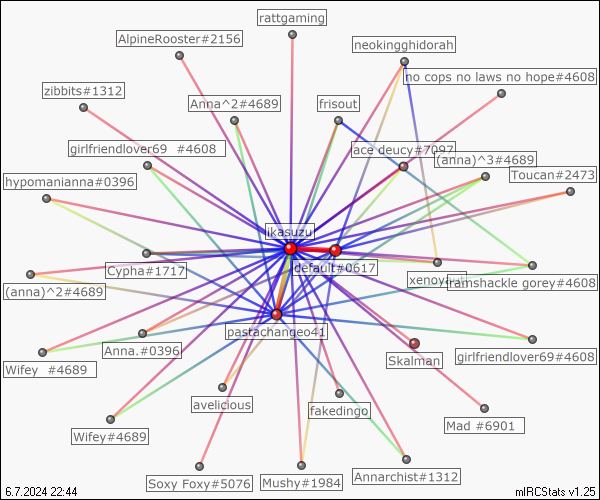 rattgaming
AlpineRooster#2156
neokingghidorah
no cops no laws no hope#4608
zibbits#1312
Anna^2#4689
frisout
girlfriendlover69 #4608
ace deucy#7097
(anna)^3#4689
hypomanianna#0396
Toucan#2473
likasuzu
Cypha#1717
default#0617
ramshackle gorey#4608
(anna)^2#4689
pastachangeo41
Anna.#0396
Skalman
girlfriendlover69#4608
Wifey #4689
avelicious
fakedingo
Mad #6901
Wifey#4689
Soxy Foxy#5076
Mushy#1984
Annarchist#1312
6.7.2024 22:44
mIRCStats v1.25